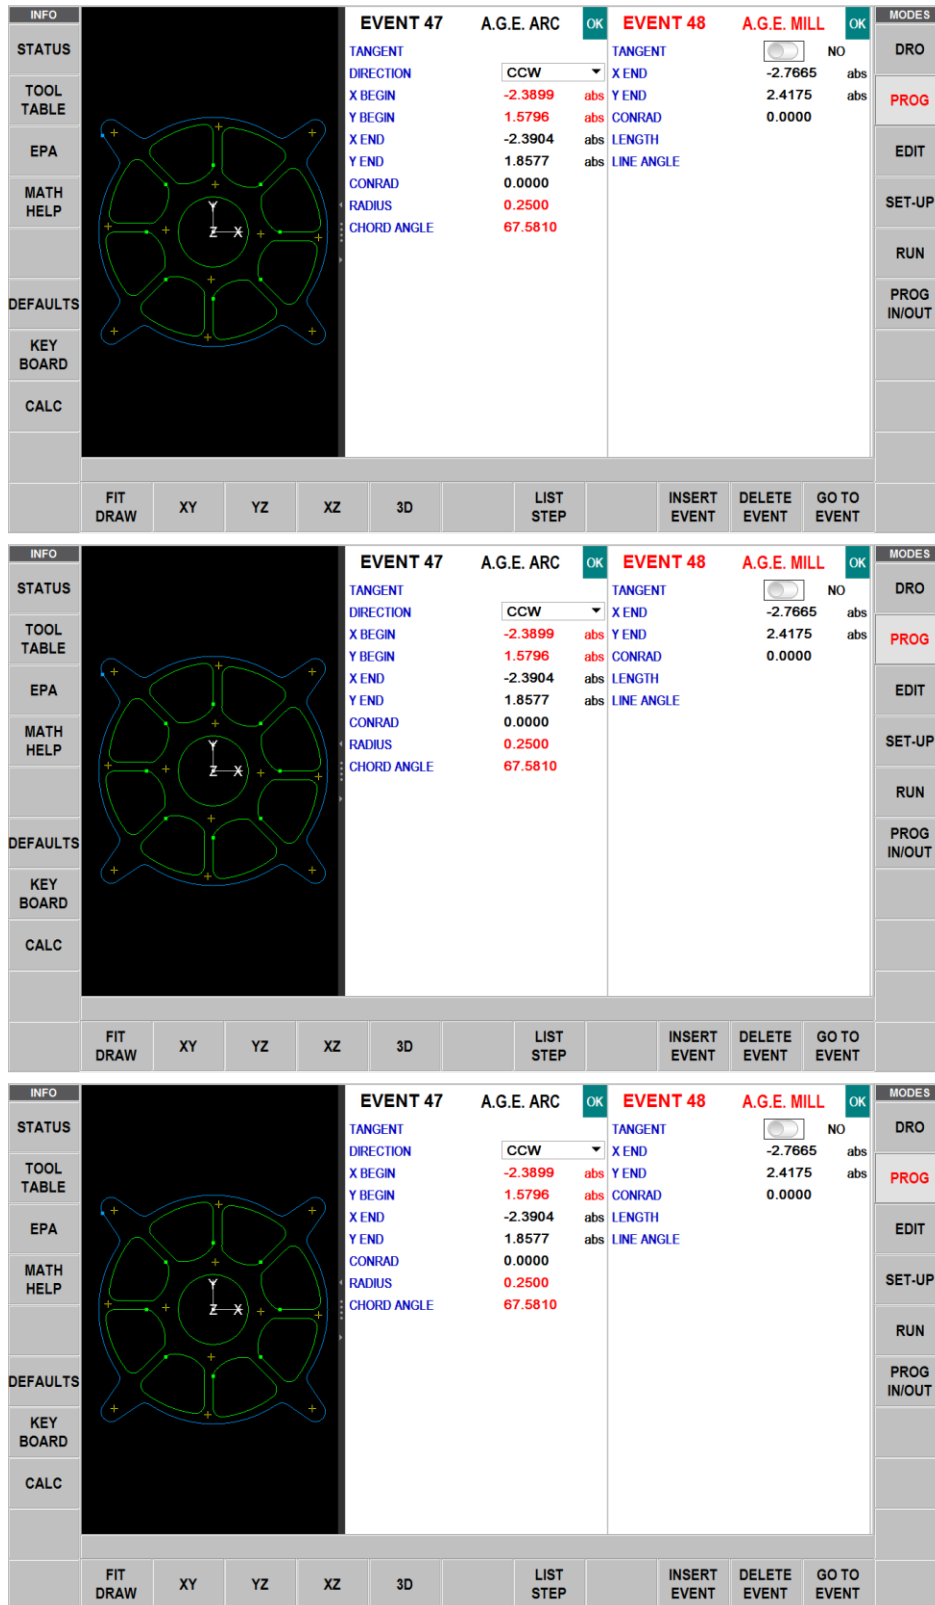 INFO
EVENT 47 A.G.E. ARC OK EVENT 48 A.G.E. MILL OK
MODES
STATUS
TOOL TABLE
EPA
MATH HELP
DEFAULTS
KEY BOARD
CALC
Y
Z X
TANGENT
DIRECTION CCW
X BEGIN -2.3899 abs
Y BEGIN 1.5796 abs
X END -2.3904 abs
Y END 1.8577 abs
CONRAD 0.0000
RADIUS 0.2500
CHORD ANGLE 67.5810
TANGENT NO
X END -2.7665 abs
Y END 2.4175 abs
CONRAD 0.0000
LENGTH
LINE ANGLE
DRO
PROG
EDIT
SET-UP
RUN
PROG IN/OUT
FIT DRAW XY YZ XZ 3D LIST STEP INSERT EVENT DELETE EVENT GO TO EVENT
INFO
EVENT 47 A.G.E. ARC OK EVENT 48 A.G.E. MILL OK
MODES
STATUS
TOOL TABLE
EPA
MATH HELP
DEFAULTS
KEY BOARD
CALC
Y
Z X
TANGENT
DIRECTION CCW
X BEGIN -2.3899 abs
Y BEGIN 1.5796 abs
X END -2.3904 abs
Y END 1.8577 abs
CONRAD 0.0000
RADIUS 0.2500
CHORD ANGLE 67.5810
TANGENT NO
X END -2.7665 abs
Y END 2.4175 abs
CONRAD 0.0000
LENGTH
LINE ANGLE
DRO
PROG
EDIT
SET-UP
RUN
PROG IN/OUT
FIT DRAW XY YZ XZ 3D LIST STEP INSERT EVENT DELETE EVENT GO TO EVENT
INFO
EVENT 47 A.G.E. ARC OK EVENT 48 A.G.E. MILL OK
MODES
STATUS
TOOL TABLE
EPA
MATH HELP
DEFAULTS
KEY BOARD
CALC
Y
Z X
TANGENT
DIRECTION CCW
X BEGIN -2.3899 abs
Y BEGIN 1.5796 abs
X END -2.3904 abs
Y END 1.8577 abs
CONRAD 0.0000
RADIUS 0.2500
CHORD ANGLE 67.5810
TANGENT NO
X END -2.7665 abs
Y END 2.4175 abs
CONRAD 0.0000
LENGTH
LINE ANGLE
DRO
PROG
EDIT
SET-UP
RUN
PROG IN/OUT
FIT DRAW XY YZ XZ 3D LIST STEP INSERT EVENT DELETE EVENT GO TO EVENT